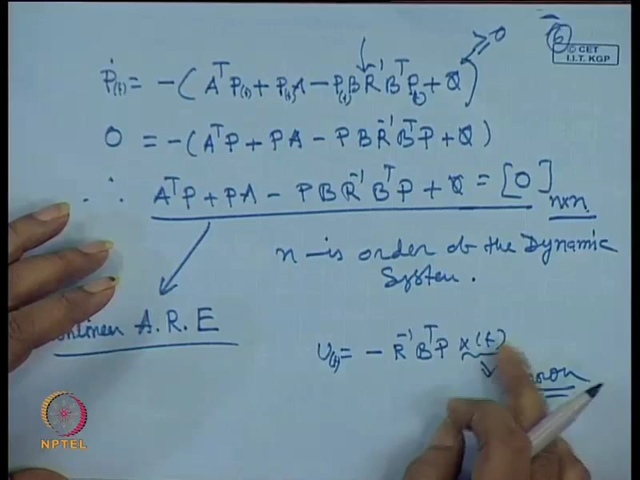 6
© CET
I.I.T. KGP
Ṗ(t) = - (AᵀP(t) + P(t)A - P(t)BR⁻¹BᵀP(t) + Q) ≥ 0
0 = - (AᵀP + PA - PBR⁻¹BᵀP + Q)
∴ AᵀP + PA - PBR⁻¹BᵀP + Q = [0] n×n
n - is order of the Dynamic
System.
A.R.E
U(t) = - R⁻¹BᵀP x(t)
NPTEL